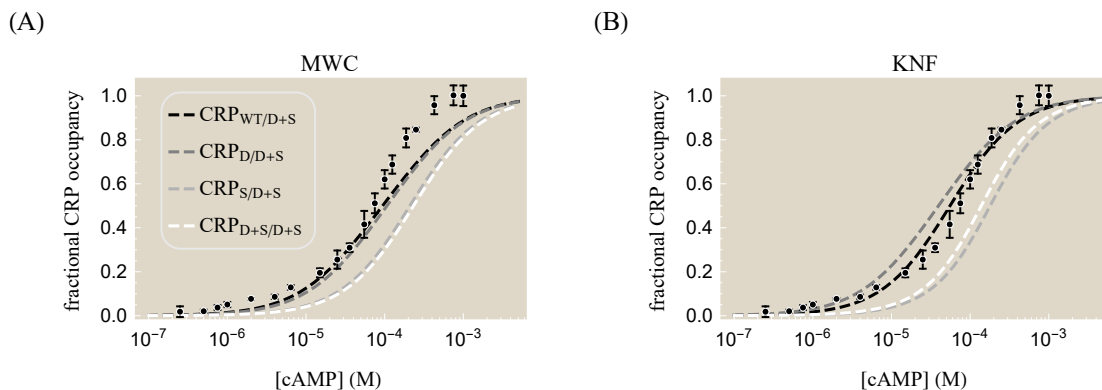 (A)
MWC
fractional CRP occupancy
1.0
0.8
0.6
0.4
0.2
0.0
CRP_WT/D+S
CRP_D/D+S
CRP_S/D+S
CRP_D+S/D+S
10⁻⁷ 10⁻⁶ 10⁻⁵ 10⁻⁴ 10⁻³
[cAMP] (M)
(B)
KNF
fractional CRP occupancy
1.0
0.8
0.6
0.4
0.2
0.0
10⁻⁷ 10⁻⁶ 10⁻⁵ 10⁻⁴ 10⁻³
[cAMP] (M)